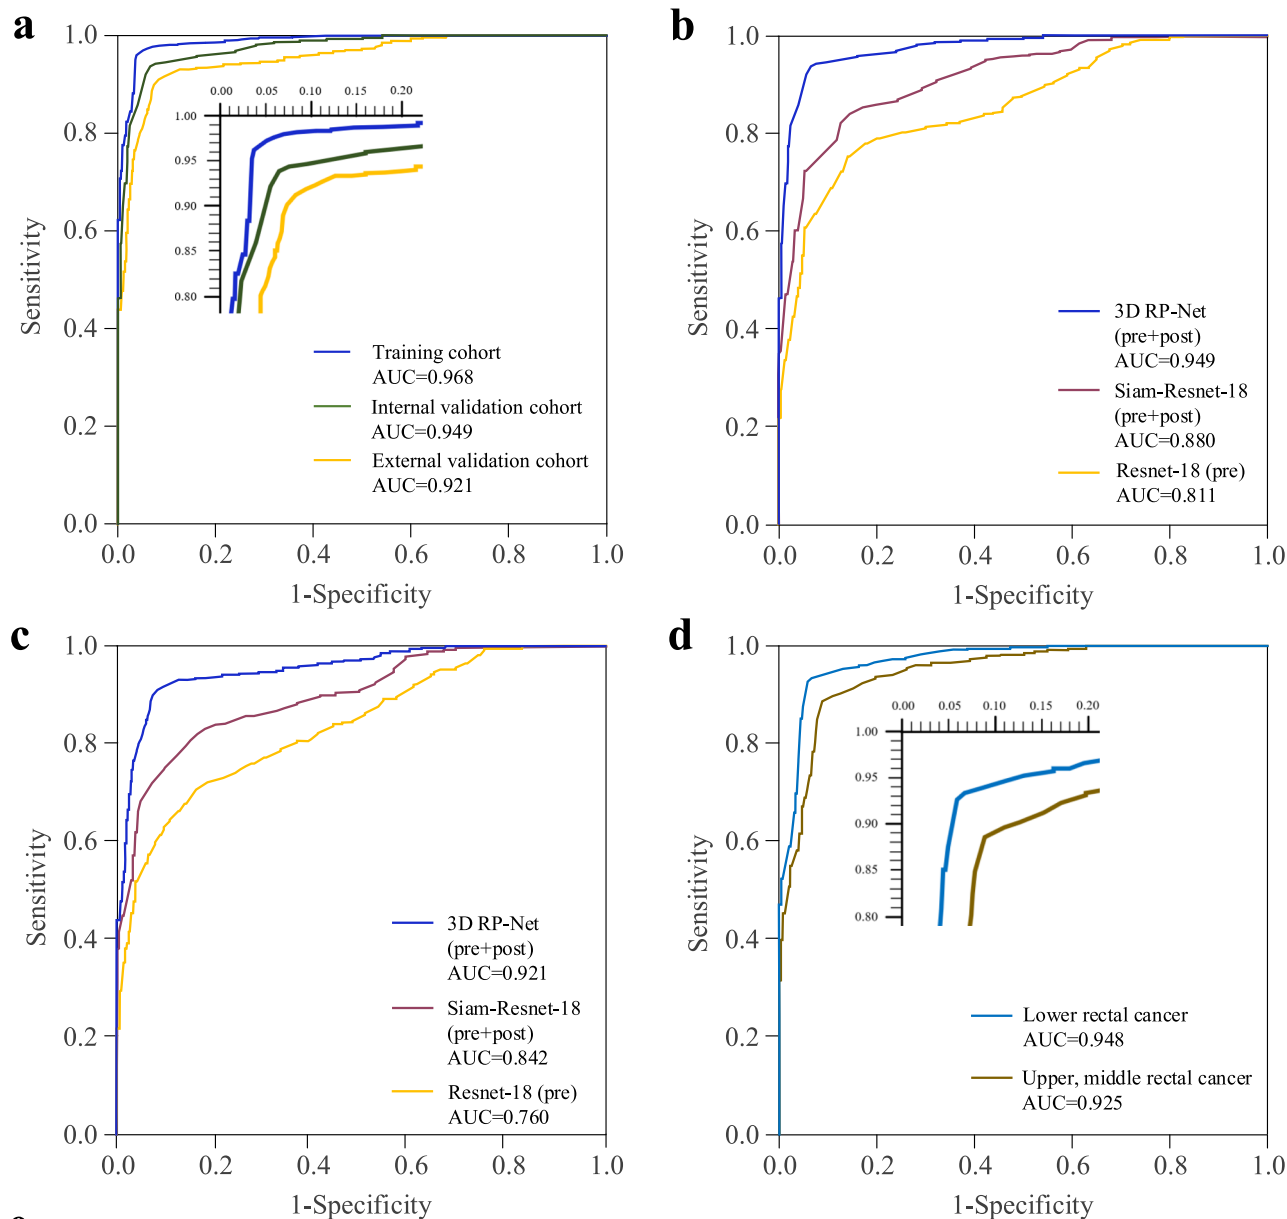 a
1.0
0.8
0.6
0.4
0.2
0.0
Sensitivity
0.00 0.05 0.10 0.15 0.20
1.00
0.95
0.90
0.85
0.80
Training cohort
AUC=0.968
Internal validation cohort
AUC=0.949
External validation cohort
AUC=0.921
0.0 0.2 0.4 0.6 0.8 1.0
1-Specificity
b
1.0
0.8
0.6
0.4
0.2
0.0
Sensitivity
3D RP-Net
(pre+post)
AUC=0.949
Siam-Resnet-18
(pre+post)
AUC=0.880
Resnet-18 (pre)
AUC=0.811
0.0 0.2 0.4 0.6 0.8 1.0
1-Specificity
c
1.0
0.8
0.6
0.4
0.2
0.0
Sensitivity
3D RP-Net
(pre+post)
AUC=0.921
Siam-Resnet-18
(pre+post)
AUC=0.842
Resnet-18 (pre)
AUC=0.760
0.0 0.2 0.4 0.6 0.8 1.0
1-Specificity
d
1.0
0.8
0.6
0.4
0.2
0.0
Sensitivity
0.00 0.05 0.10 0.15 0.20
1.00
0.95
0.90
0.85
0.80
Lower rectal cancer
AUC=0.948
Upper, middle rectal cancer
AUC=0.925
0.0 0.2 0.4 0.6 0.8 1.0
1-Specificity